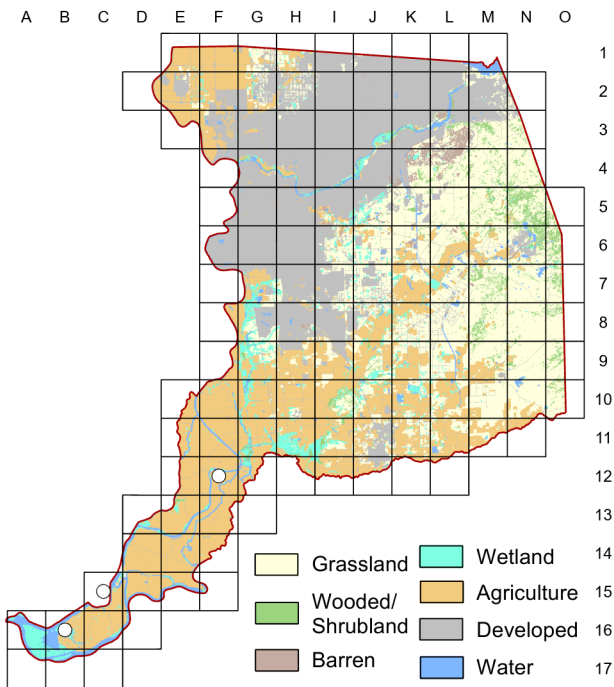 A B C D E F G H I J K L M N O
1
2
3
4
5
6
7
8
9
10
11
12
13
14
15
16
17
Grassland
Wooded/
Shrubland
Barren
Wetland
Agriculture
Developed
Water